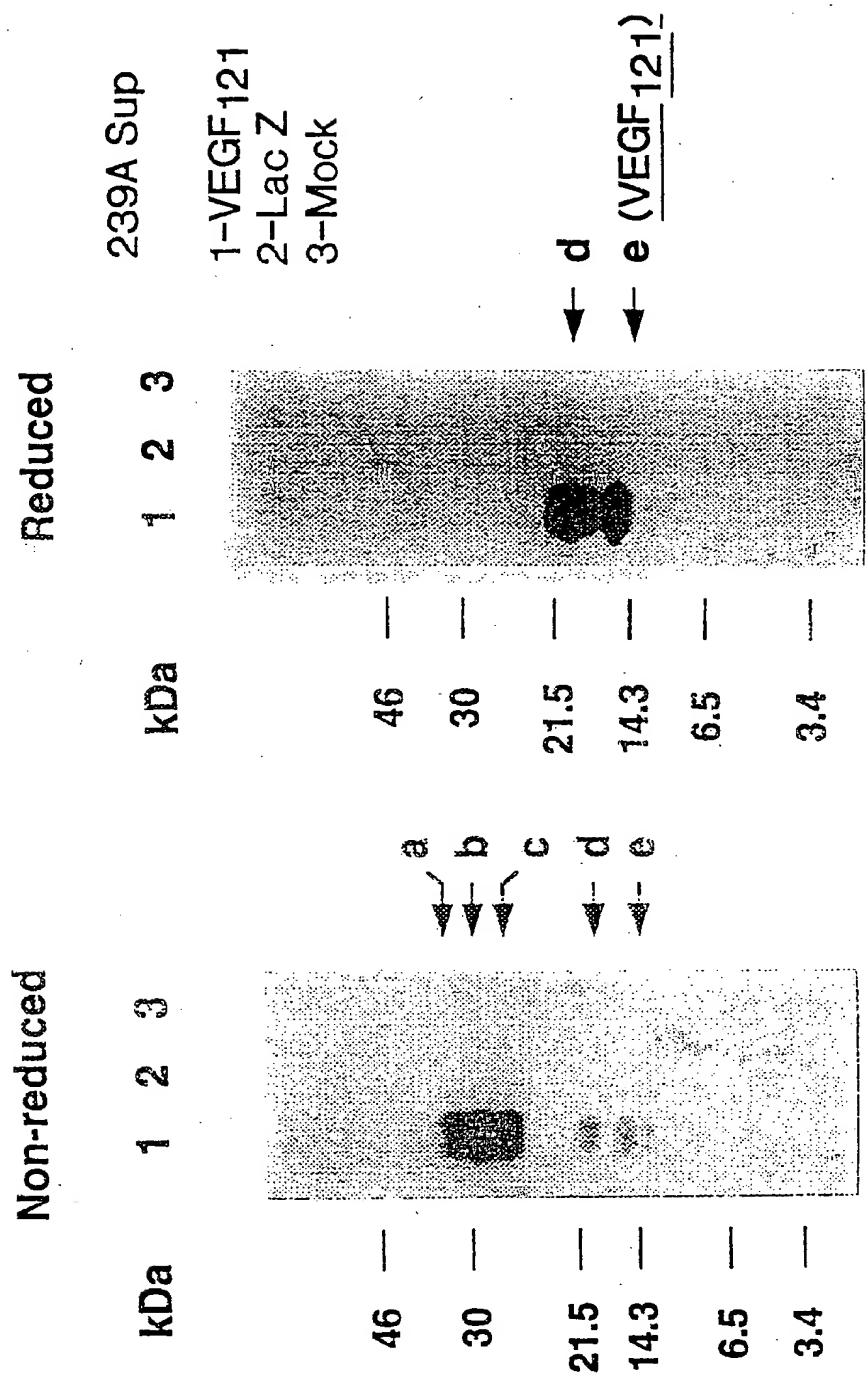 Non-reduced
kDa 1 2 3
46
30
21.5
14.3
6.5
3.4
a
b
c
d
e
Reduced
kDa 1 2 3
46
30
21.5
14.3
6.5
3.4
d
e (VEGF121)
239A Sup
1-VEGF121
2-Lac Z
3-Mock